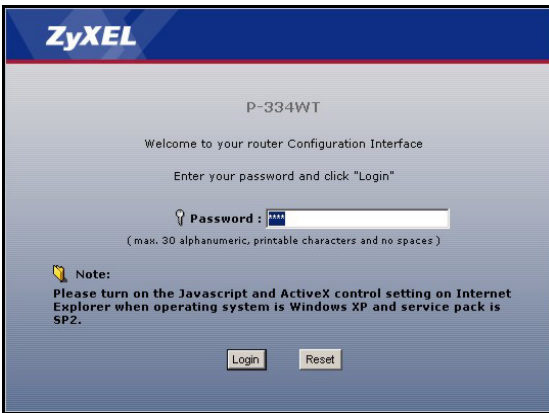 ZyXEL
P-334WT
Welcome to your router Configuration Interface
Enter your password and click "Login"
Password : ****
( max. 30 alphanumeric, printable characters and no spaces )
Note:
Please turn on the Javascript and ActiveX control setting on Internet
Explorer when operating system is Windows XP and service pack is
SP2.
Login Reset